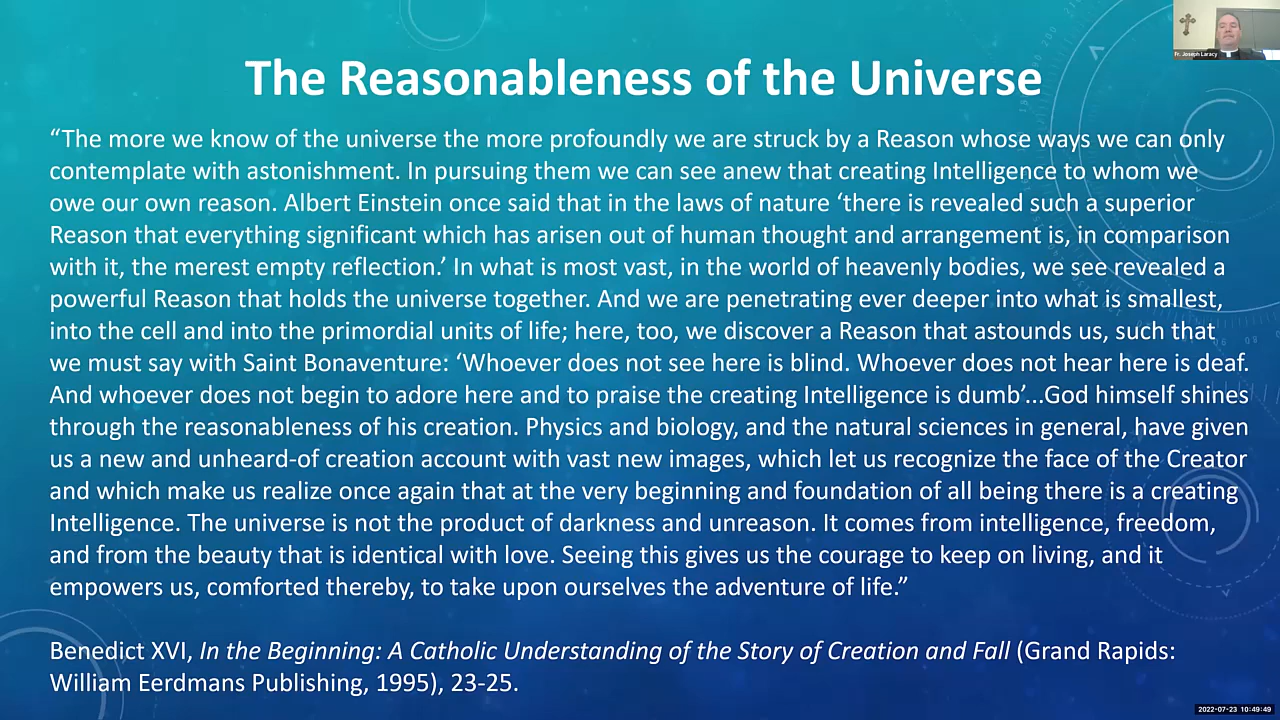 The Reasonableness of the Universe
“The more we know of the universe the more profoundly we are struck by a Reason whose ways we can only
contemplate with astonishment. In pursuing them we can see anew that creating Intelligence to whom we
owe our own reason. Albert Einstein once said that in the laws of nature ‘there is revealed such a superior
Reason that everything significant which has arisen out of human thought and arrangement is, in comparison
with it, the merest empty reflection.’ In what is most vast, in the world of heavenly bodies, we see revealed a
powerful Reason that holds the universe together. And we are penetrating ever deeper into what is smallest,
into the cell and into the primordial units of life; here, too, we discover a Reason that astounds us, such that
we must say with Saint Bonaventure: ‘Whoever does not see here is blind. Whoever does not hear here is deaf.
And whoever does not begin to adore here and to praise the creating Intelligence is dumb’...God himself shines
through the reasonableness of his creation. Physics and biology, and the natural sciences in general, have given
us a new and unheard-of creation account with vast new images, which let us recognize the face of the Creator
and which make us realize once again that at the very beginning and foundation of all being there is a creating
Intelligence. The universe is not the product of darkness and unreason. It comes from intelligence, freedom,
and from the beauty that is identical with love. Seeing this gives us the courage to keep on living, and it
empowers us, comforted thereby, to take upon ourselves the adventure of life.”
Benedict XVI, In the Beginning: A Catholic Understanding of the Story of Creation and Fall (Grand Rapids:
William Eerdmans Publishing, 1995), 23-25.
Fr. Joseph Laracy
2022-07-23 10:49:49